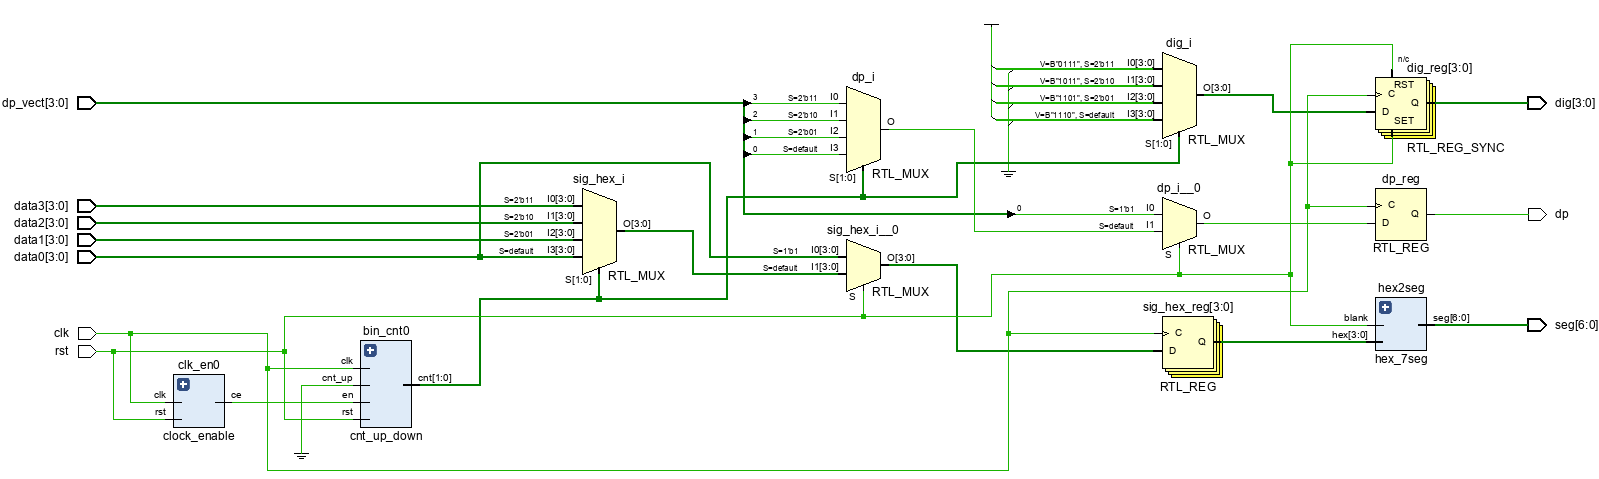 dig_i
n/c
dig_reg[3:0]
V=B"0111", S=2'b11 I0[3:0]
V=B"1011", S=2'b10 I1[3:0]
V=B"1101", S=2'b01 I2[3:0]
V=B"1110", S=default I3[3:0]
O[3:0]
S[1:0]
RTL_MUX
RST
C
D
Q
SET
RTL_REG_SYNC
dig[3:0]
dp_vect[3:0]
dp_i
3 S=2'b11 I0
2 S=2'b10 I1
1 S=2'b01 I2
0 S=default I3
O
S[1:0]
RTL_MUX
dp_i__0
0 S=1'b1 I0
S=default I1
O
S
RTL_MUX
dp_reg
C
D
Q
RTL_REG
dp
sig_hex_i
data3[3:0] S=2'b11 I0[3:0]
data2[3:0] S=2'b10 I1[3:0]
data1[3:0] S=2'b01 I2[3:0]
data0[3:0] S=default I3[3:0]
O[3:0]
S[1:0]
RTL_MUX
sig_hex_i__0
S=1'b1 I0[3:0]
S=default I1[3:0]
O[3:0]
S
RTL_MUX
sig_hex_reg[3:0]
C
D
Q
RTL_REG
hex2seg
blank
hex[3:0]
seg[6:0]
hex_7seg
seg[6:0]
clk
rst
clk_en0
clk
rst
ce
clock_enable
bin_cnt0
clk
cnt_up
en
rst
cnt[1:0]
cnt_up_down